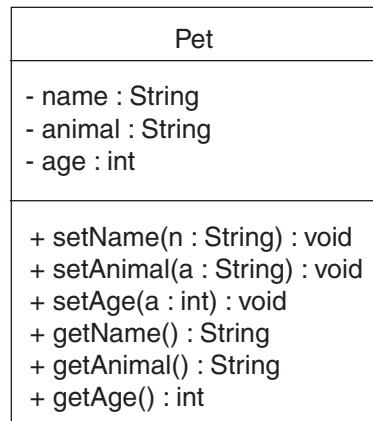 Pet
- name : String
- animal : String
- age : int
+ setName(n : String) : void
+ setAnimal(a : String) : void
+ setAge(a : int) : void
+ getName() : String
+ getAnimal() : String
+ getAge() : int